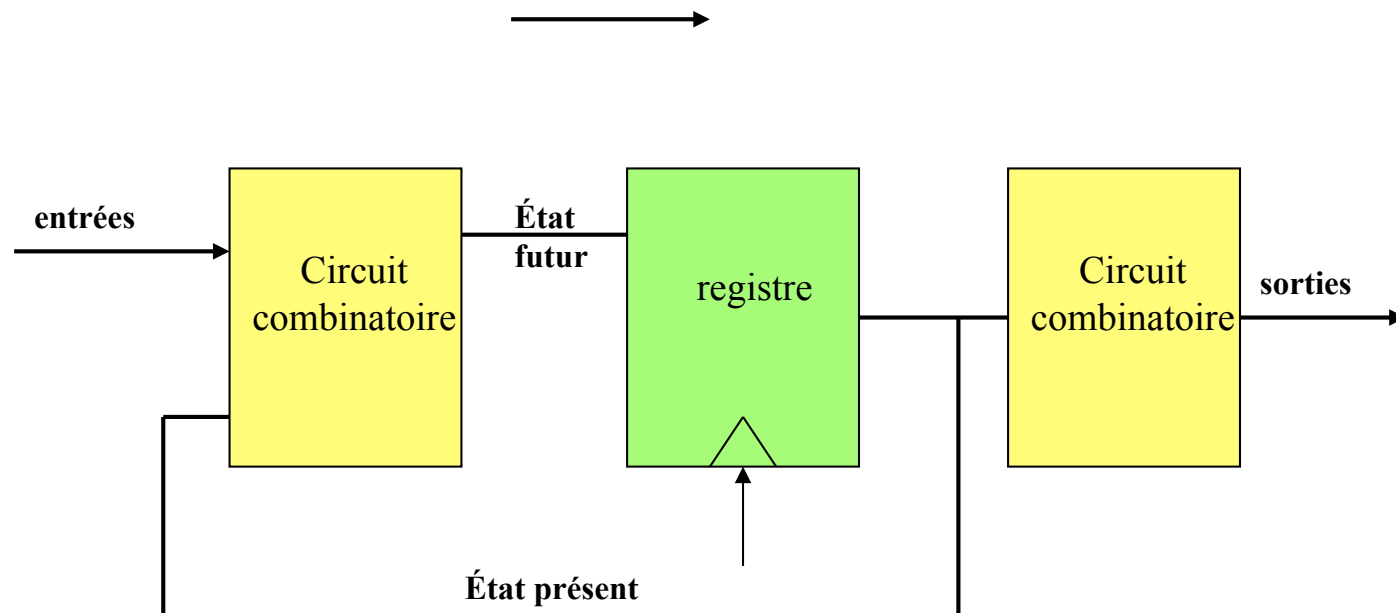 entrées
Circuit
combinatoire
État
futur
registre
Circuit
combinatoire
sorties
État présent